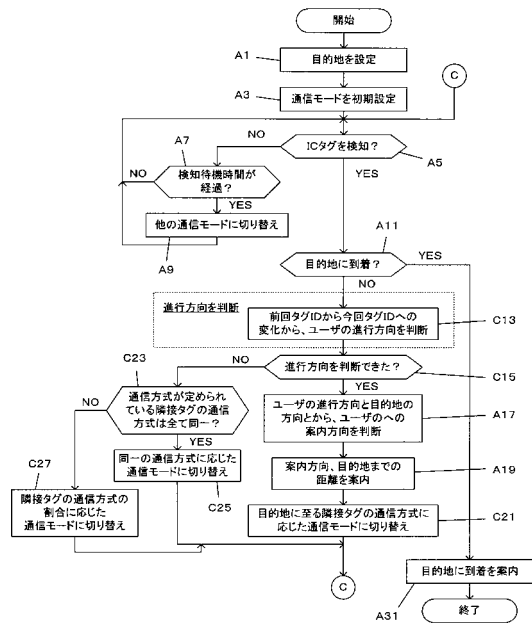 開始
A1
目的地を設定
C
A3
通信モードを初期設定
NO
ICタグを検知？
A5
A7
検知待機時間が
経過？
NO
YES
YES
他の通信モードに切り替え
A9
A11
目的地に到着？
YES
NO
進行方向を判断
前回タグIDから今回タグIDへの
変化から、ユーザの進行方向を判断
C13
C23
NO
進行方向を判断できた？
C15
NO
通信方式が定められ
ている隣接タグの通信
方式は全て同一？
YES
ユーザの進行方向と目的地の
方向とから、ユーザのへの
案内方向を判断
A17
YES
C27
同一の通信方式に応じた
通信モードに切り替え
C25
案内方向、目的地までの
距離を案内
A19
隣接タグの通信方式の
割合に応じた
通信モードに切り替え
目的地に至る隣接タグの通信方式に
応じた通信モードに切り替え
C21
C
目的地に到着を案内
A31
終了